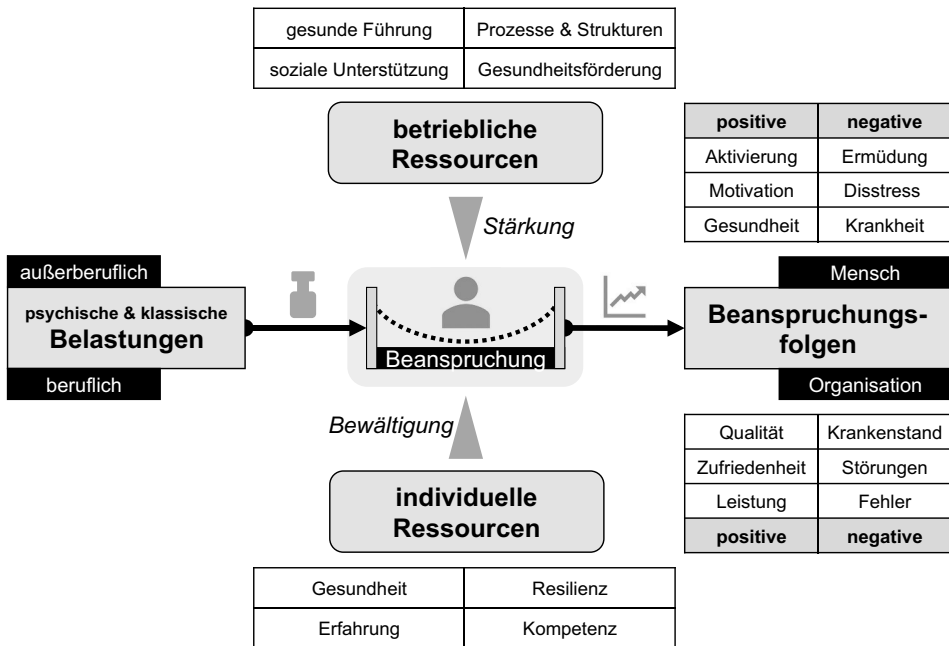 gesunde Führung
Prozesse & Strukturen
soziale Unterstützung
Gesundheitsförderung
betriebliche
Ressourcen
Stärkung
positive
negative
Aktivierung
Ermüdung
Motivation
Disstress
Gesundheit
Krankheit
außerberuflich
psychische & klassische
Belastungen
beruflich
Beanspruchung
Mensch
Beanspruchungs-
folgen
Organisation
Bewältigung
individuelle
Ressourcen
Qualität
Krankenstand
Zufriedenheit
Störungen
Leistung
Fehler
positive
negative
Gesundheit
Resilienz
Erfahrung
Kompetenz